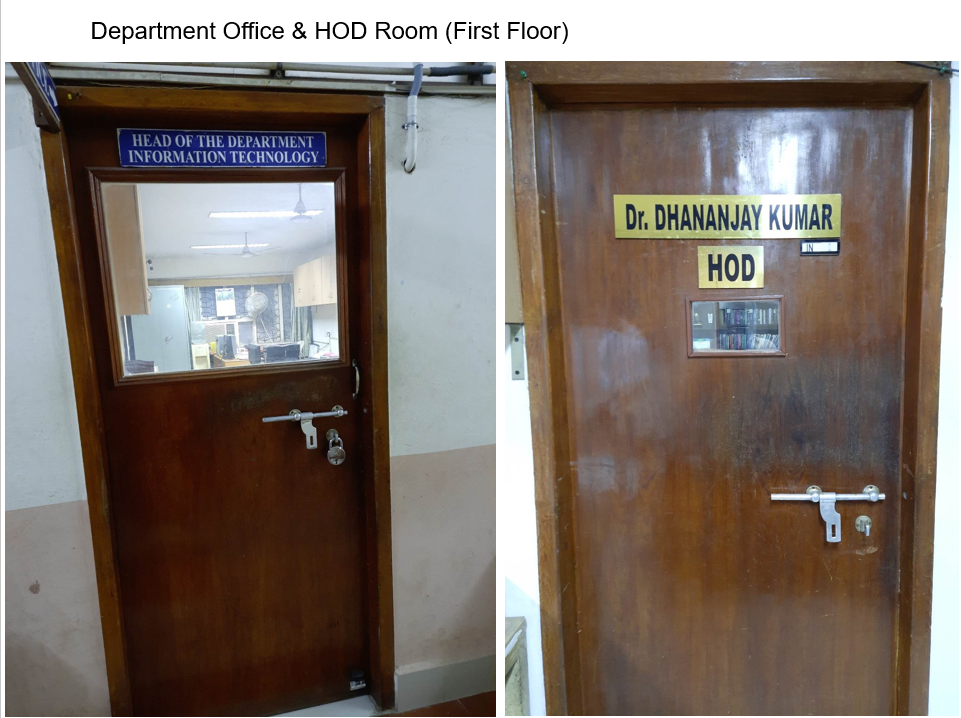 Department Office & HOD Room (First Floor)
HEAD OF THE DEPARTMENT
INFORMATION TECHNOLOGY
Dr. DHANANJAY KUMAR
IN
HOD